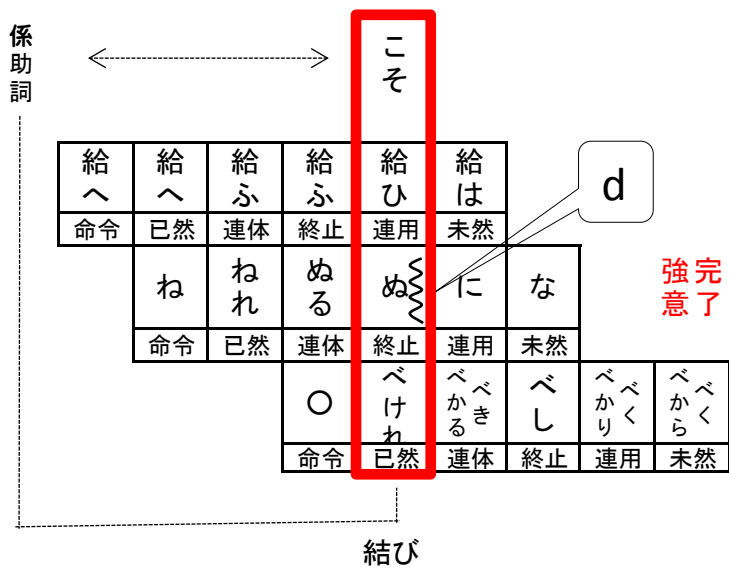 係助詞
こそ
給は
給ひ
給ふ
給ふ
給へ
給へ
未然
連用
終止
連体
已然
命令
d
完了
強意
な
に
ぬ
ぬる
ねれ
ね
未然
連用
終止
連体
已然
命令
べく
べから
べく
べかり
べし
べき
べかる
べけれ
〇
未然
連用
終止
連体
已然
命令
結び